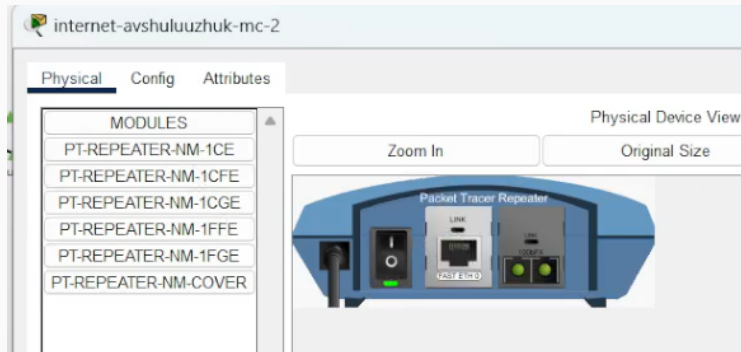 internet-avshuluuzhuk-mc-2
Physical Config Attributes
MODULES
PT-REPEATER-NM-1CE
PT-REPEATER-NM-1CFE
PT-REPEATER-NM-1CGE
PT-REPEATER-NM-1FFE
PT-REPEATER-NM-1FGE
PT-REPEATER-NM-COVER
Physical Device View
Zoom In Original Size
Packet Tracer Repeater
LINK
FAST ETH 0
LINK
100bFX